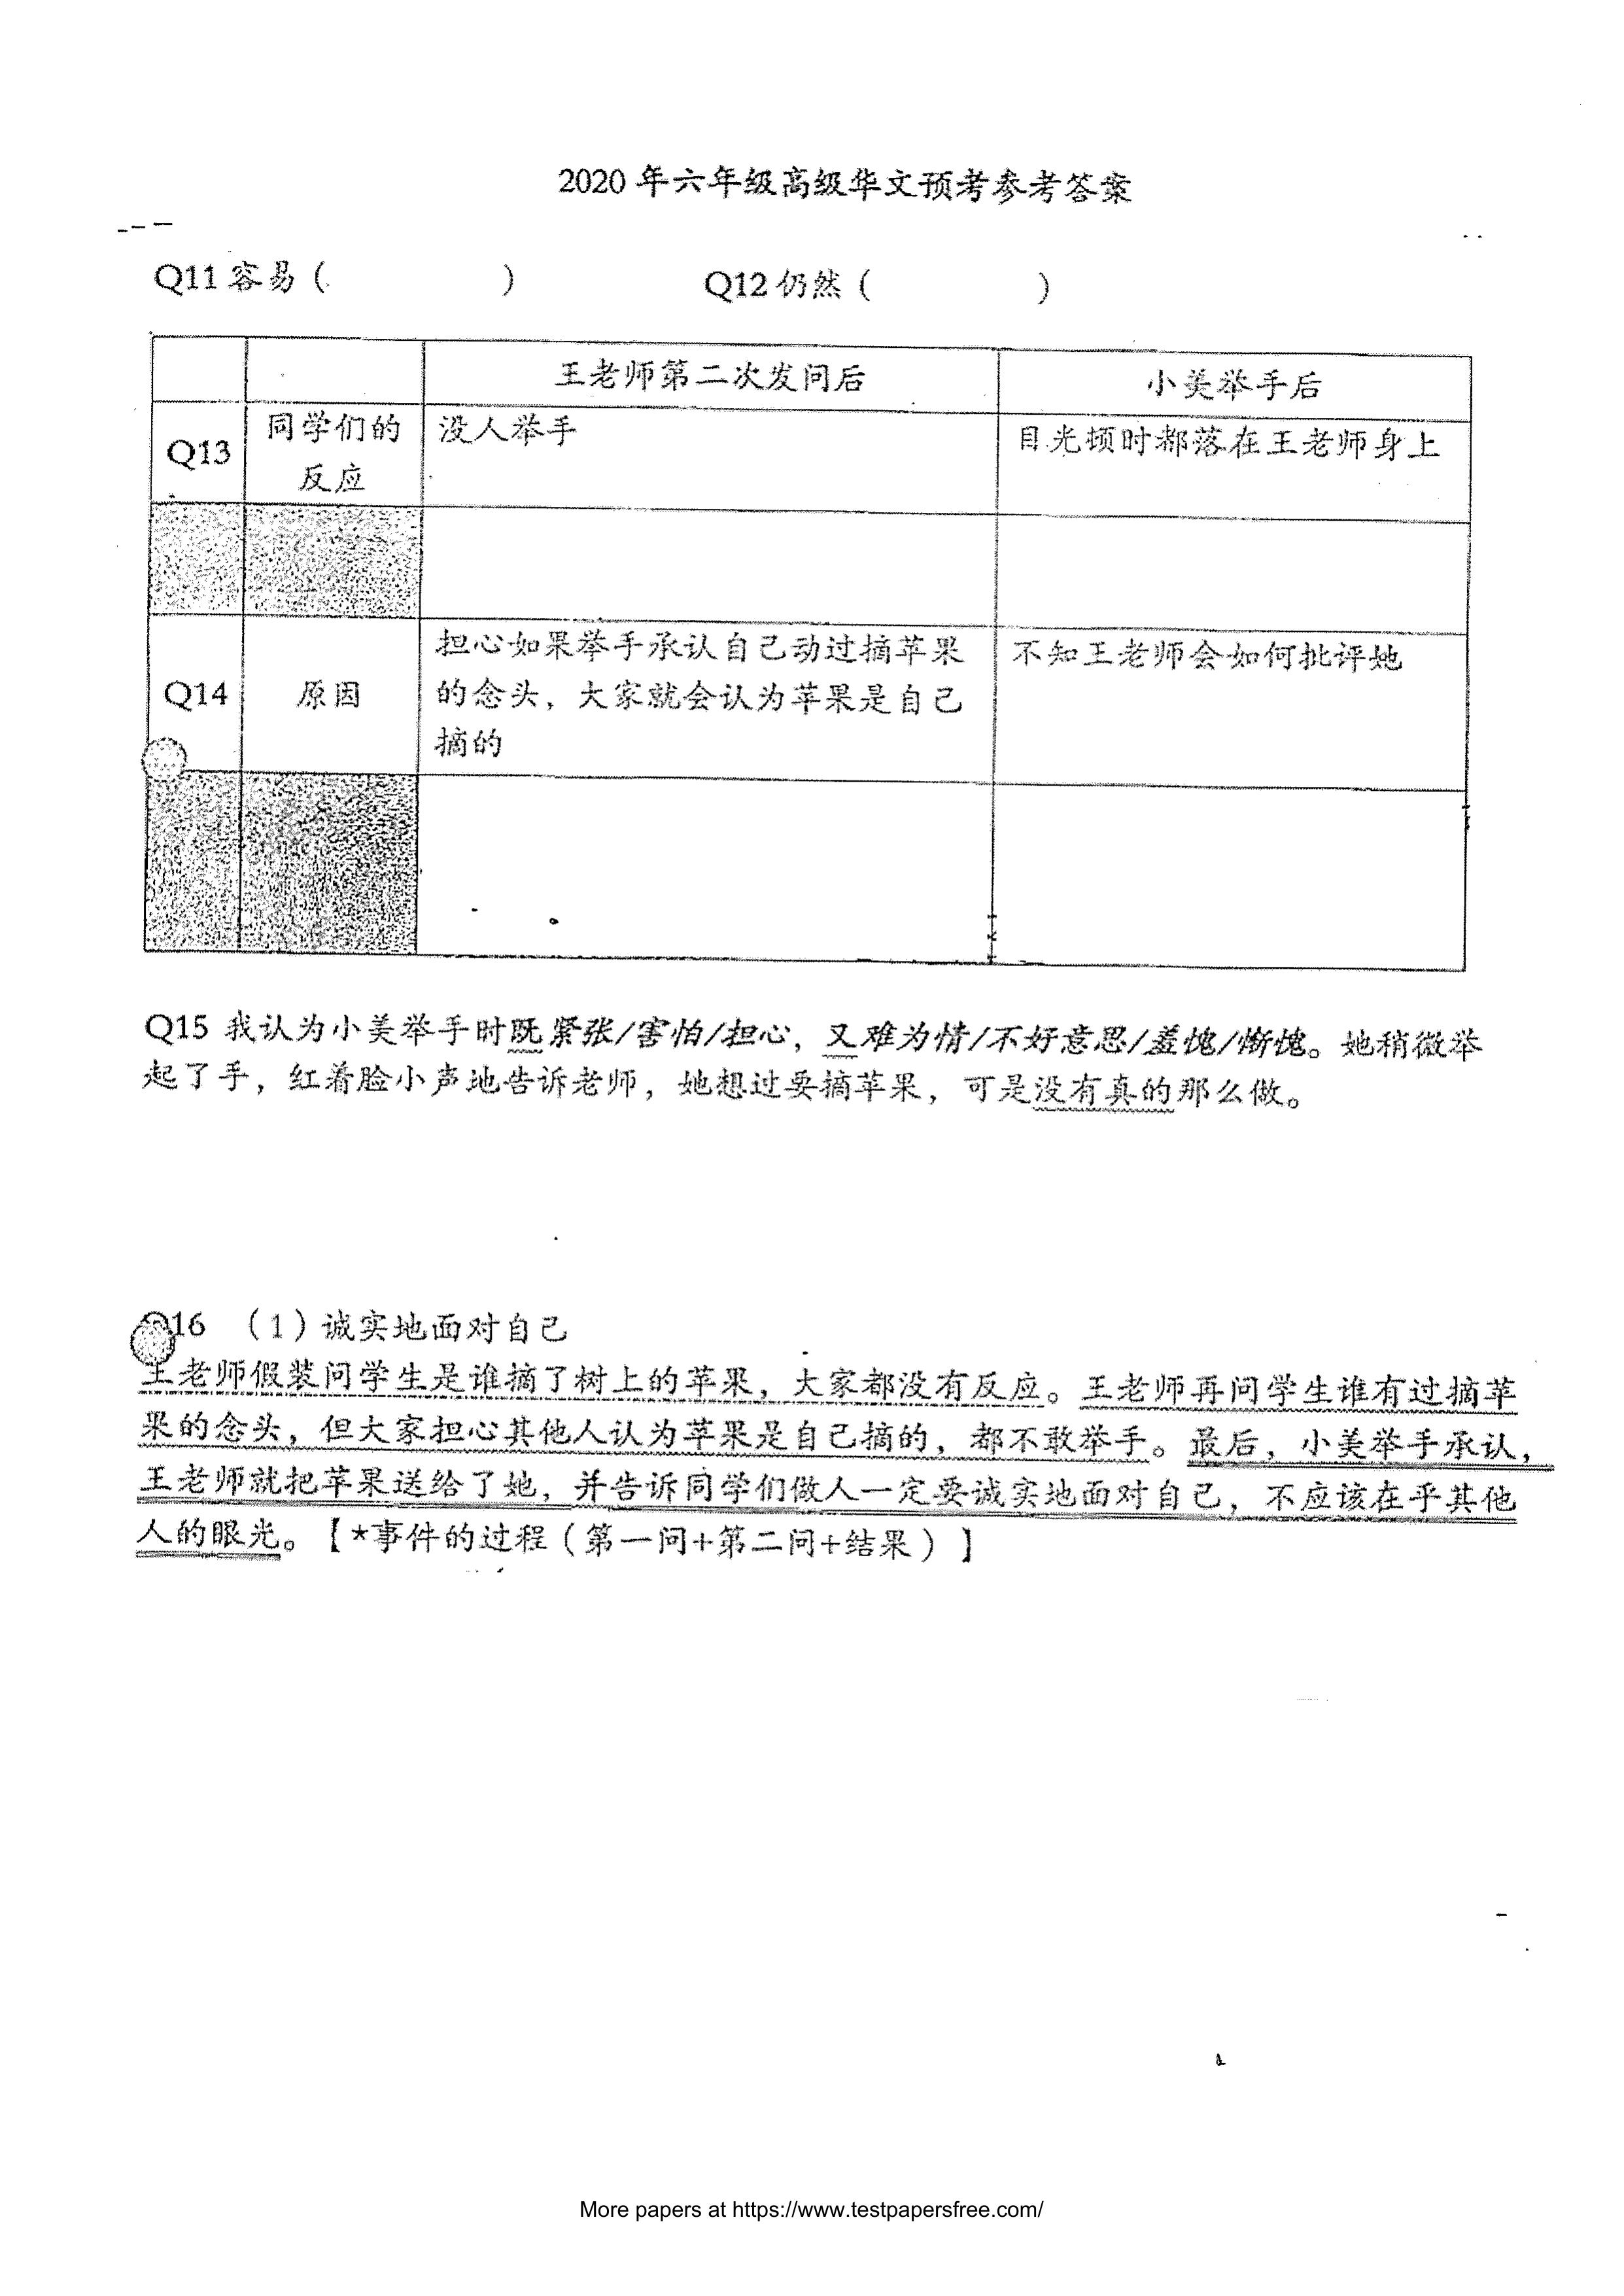 2020 年六年级高级华文预考参考答案
Q11 容易 (          )          Q12 仍然 (          )
王老师第二次发问后
小美举手后
Q13
同学们的
反应
没人举手
目光顿时都落在王老师身上
Q14
原因
担心如果举手承认自己动过摘苹果
的念头，大家就会认为苹果是自己
摘的
不知王老师会如何批评她
Q15 我认为小美举手时既紧张/害怕/担心，又难为情/不好意思/羞愧/惭愧。她稍微举
起了手，红着脸小声地告诉老师，她想过要摘苹果，可是没有真的那么做。
Q16 （1）诚实地面对自己
王老师假装问学生是谁摘了树上的苹果，大家都没有反应。王老师再问学生谁有过摘苹
果的念头，但大家担心其他人认为苹果是自己摘的，都不敢举手。最后，小美举手承认，
王老师就把苹果送给了她，并告诉同学们做人一定要诚实地面对自己，不应该在乎其他
人的眼光。【*事件的过程（第一问+第二问+结果）】
More papers at https://www.testpapersfree.com/